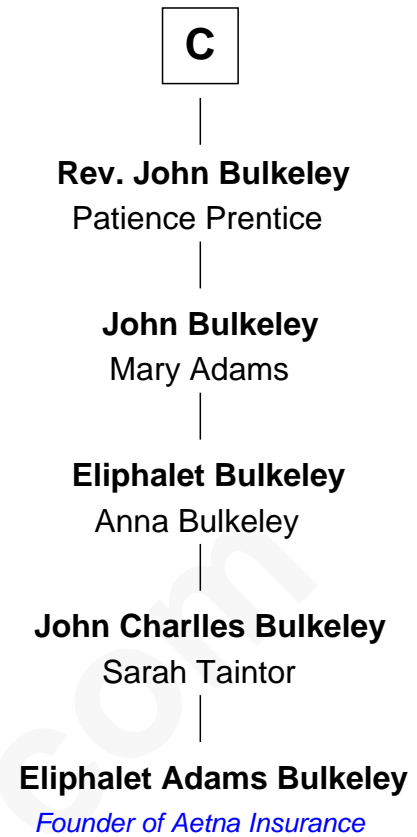 C
Rev. John Bulkeley
Patience Prentice
John Bulkeley
Mary Adams
Eliphalet Bulkeley
Anna Bulkeley
John Charlles Bulkeley
Sarah Taintor
Eliphalet Adams Bulkeley
Founder of Aetna Insurance
com